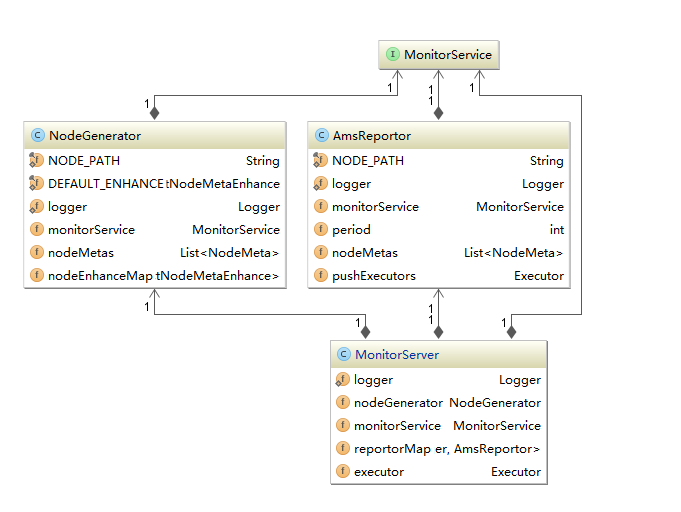 I MonitorService
1 1 1
1 1
C NodeGenerator
f NODE_PATH String
f DEFAULT_ENHANCE tNodeMetaEnhance
f logger Logger
f monitorService MonitorService
f nodeMetas List<NodeMeta>
f nodeEnhanceMap tNodeMetaEnhance>
C AmsReportor
f NODE_PATH String
f logger Logger
f monitorService MonitorService
f period int
f nodeMetas List<NodeMeta>
f pushExecutors Executor
1 1
1 1 1
C MonitorServer
f logger Logger
f nodeGenerator NodeGenerator
f monitorService MonitorService
f reportorMap er, AmsReportor>
f executor Executor